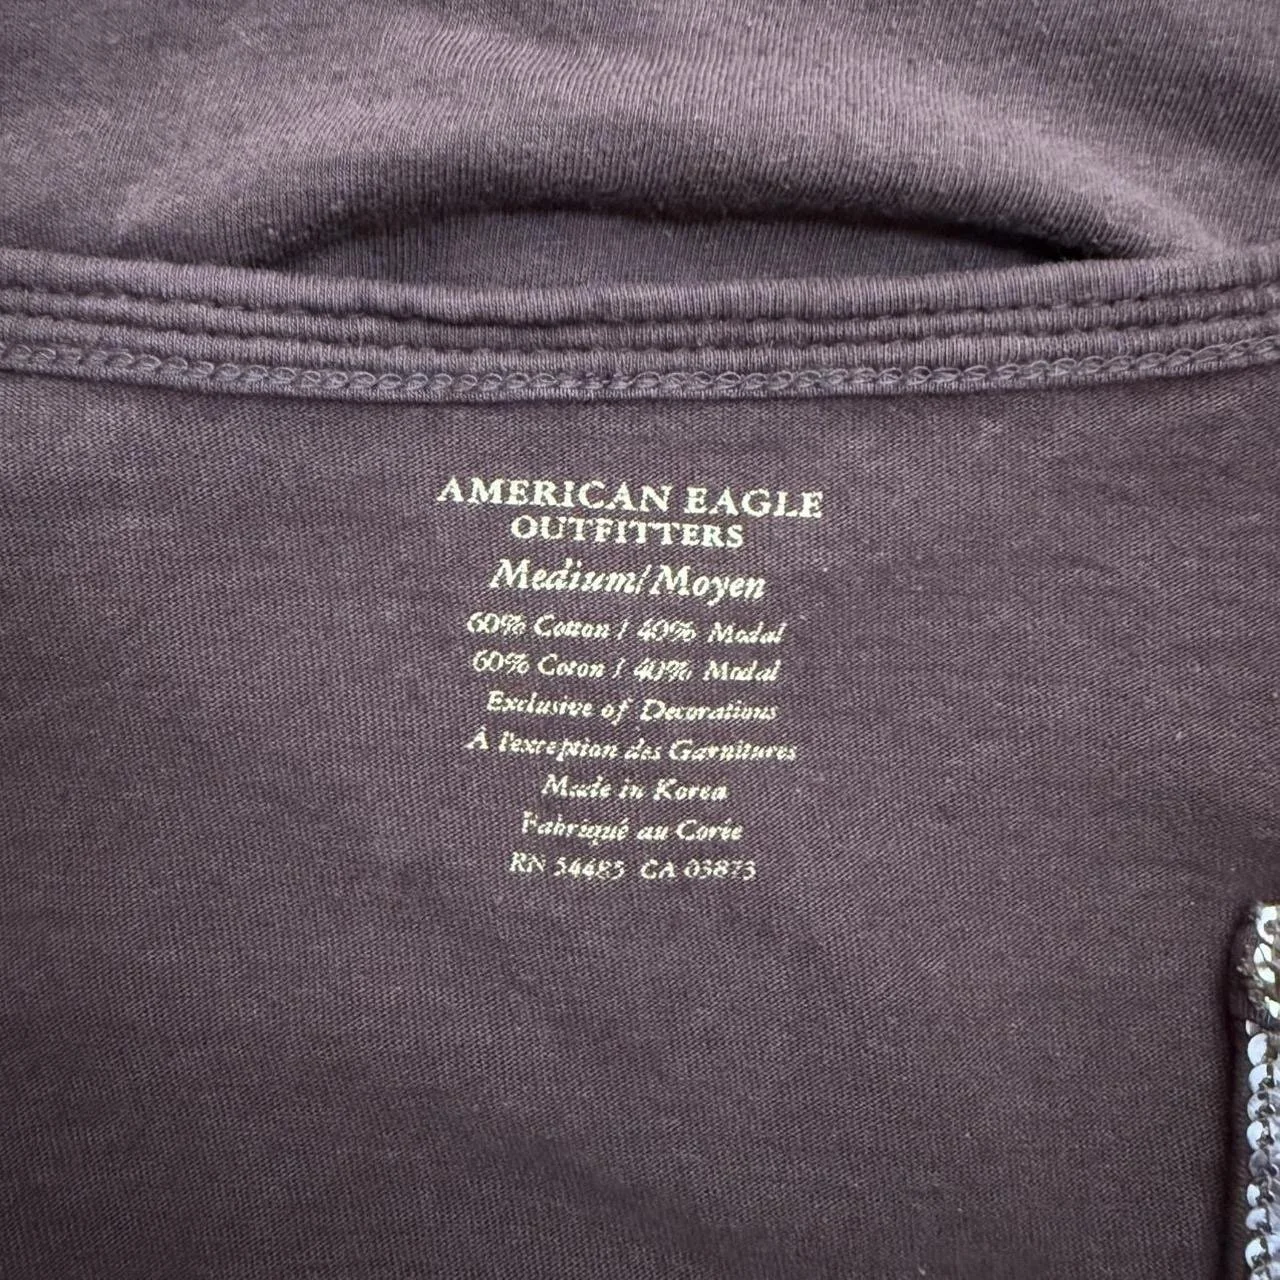 AMERICAN EAGLE
OUTFITTERS
Medium/Moyen
60% Cotton / 40% Modal
60% Coton / 40% Modal
Exclusive of Decorations
À l'exception des Garnitures
Made in Korea
Fabriqué au Corée
RN 54485 CA 03873